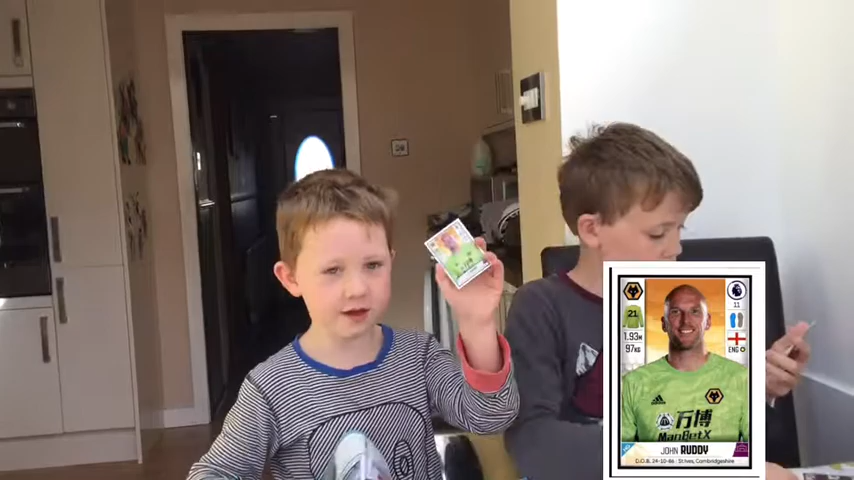 21
1.93m
97KG
11
ENG
万博
ManBetX
JOHN RUDDY
D.O.B. 24-10-86 St Ives, Cambridgeshire